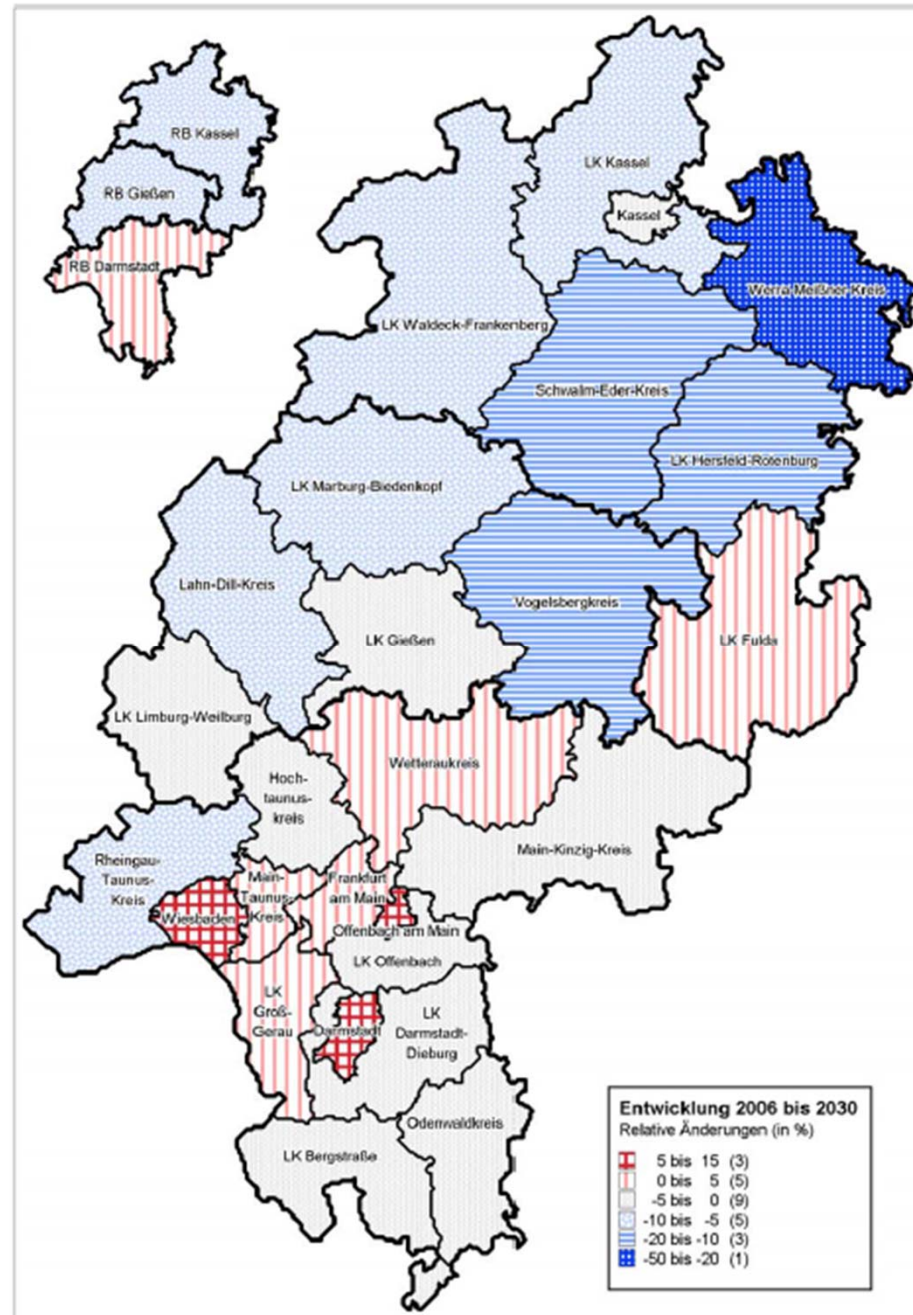 RB Kassel
RB Gießen
RB Darmstadt
LK Kassel
Kassel
Werra-Meißner-Kreis
LK Waldeck-Frankenberg
Schwalm-Eder-Kreis
LK Hersfeld-Rotenburg
LK Marburg-Biedenkopf
Lahn-Dill-Kreis
Vogelsbergkreis
LK Gießen
LK Fulda
LK Limburg-Weilburg
Wetteraukreis
Hoch-
taunus-
kreis
Main-Kinzig-Kreis
Rheingau-
Taunus-
Kreis
Wiesbaden
Main-
Taunus-
Kreis
Frankfurt
am Main
Offenbach am Main
LK Offenbach
LK
Groß-
Gerau
Darmstadt
LK
Darmstadt-
Dieburg
Odenwaldkreis
LK Bergstraße
Entwicklung 2006 bis 2030
Relative Änderungen (in %)
5 bis 15 (3)
0 bis 5 (5)
-5 bis 0 (9)
-10 bis -5 (5)
-20 bis -10 (3)
-50 bis -20 (1)